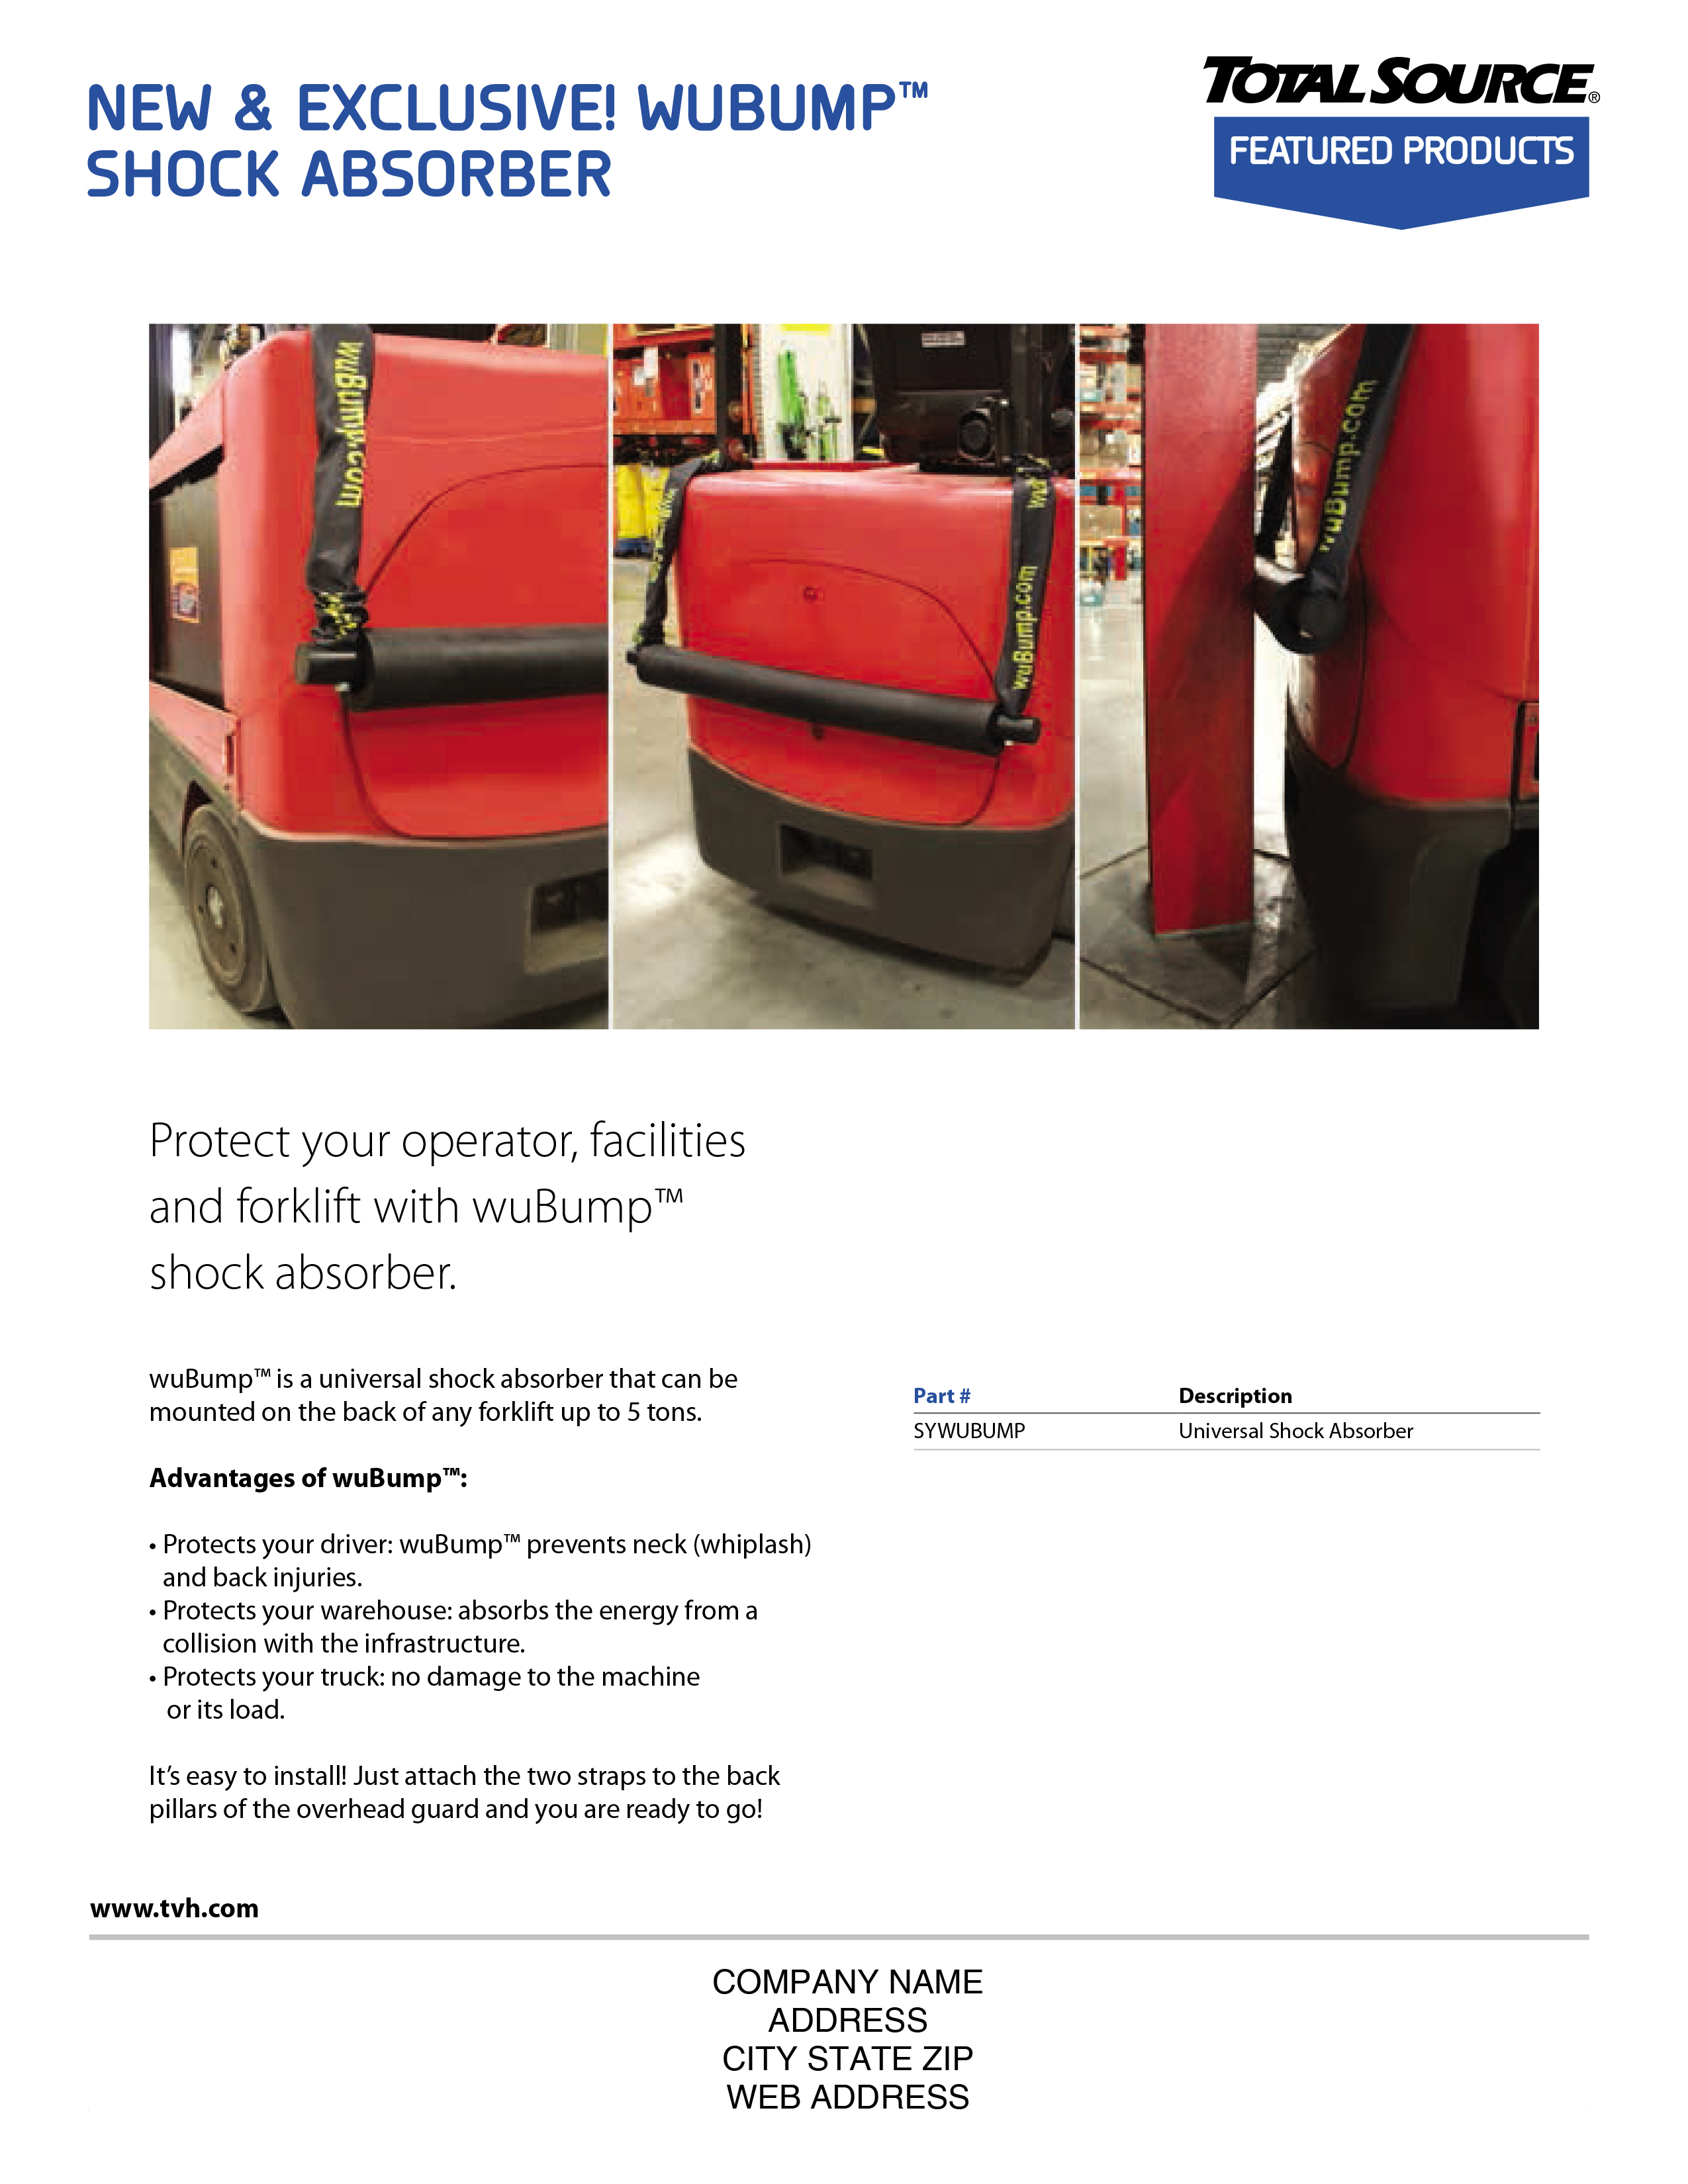 NEW & EXCLUSIVE! WUBUMP™
SHOCK ABSORBER
TOTALSOURCE®
FEATURED PRODUCTS
wuBump.com
wuBump.com
wuBump.com
Protect your operator, facilities
and forklift with wuBump™
shock absorber.
wuBump™ is a universal shock absorber that can be
mounted on the back of any forklift up to 5 tons.
Advantages of wuBump™:
• Protects your driver: wuBump™ prevents neck (whiplash)
and back injuries.
• Protects your warehouse: absorbs the energy from a
collision with the infrastructure.
• Protects your truck: no damage to the machine
or its load.
It's easy to install! Just attach the two straps to the back
pillars of the overhead guard and you are ready to go!
Part # Description
SYWUBUMP Universal Shock Absorber
www.tvh.com
COMPANY NAME
ADDRESS
CITY STATE ZIP
WEB ADDRESS